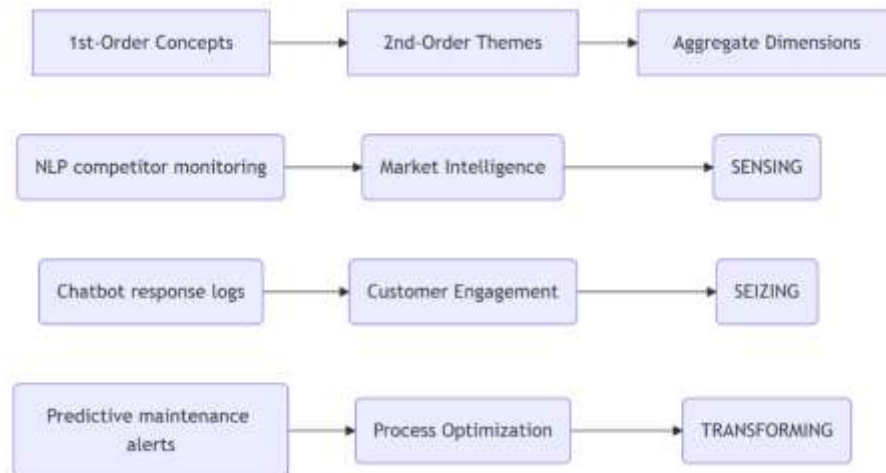 1st-Order Concepts
2nd-Order Themes
Aggregate Dimensions
NLP competitor monitoring
Market Intelligence
SENSING
Chatbot response logs
Customer Engagement
SEIZING
Predictive maintenance
alerts
Process Optimization
TRANSFORMING